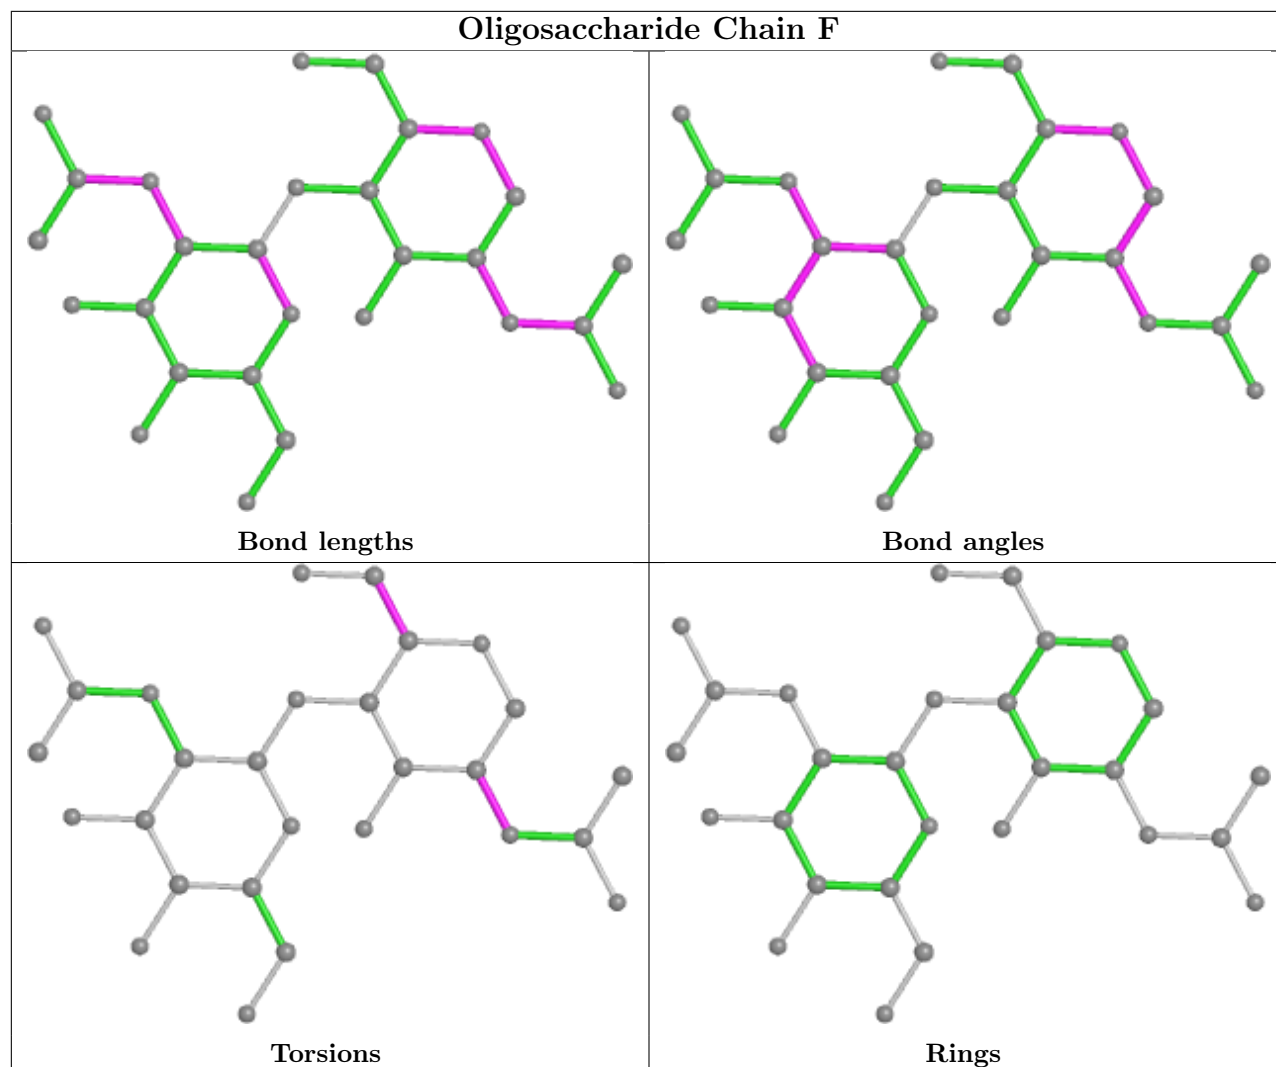 Oligosaccharide Chain F
Bond lengths
Bond angles
Torsions
Rings